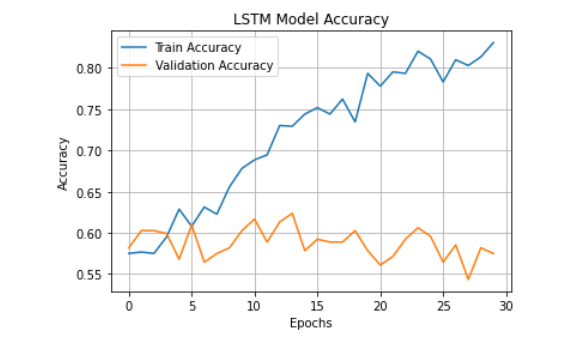 LSTM Model Accuracy
Train Accuracy
Validation Accuracy
0.80
0.75
0.70
0.65
0.60
0.55
Accuracy
0 5 10 15 20 25 30
Epochs